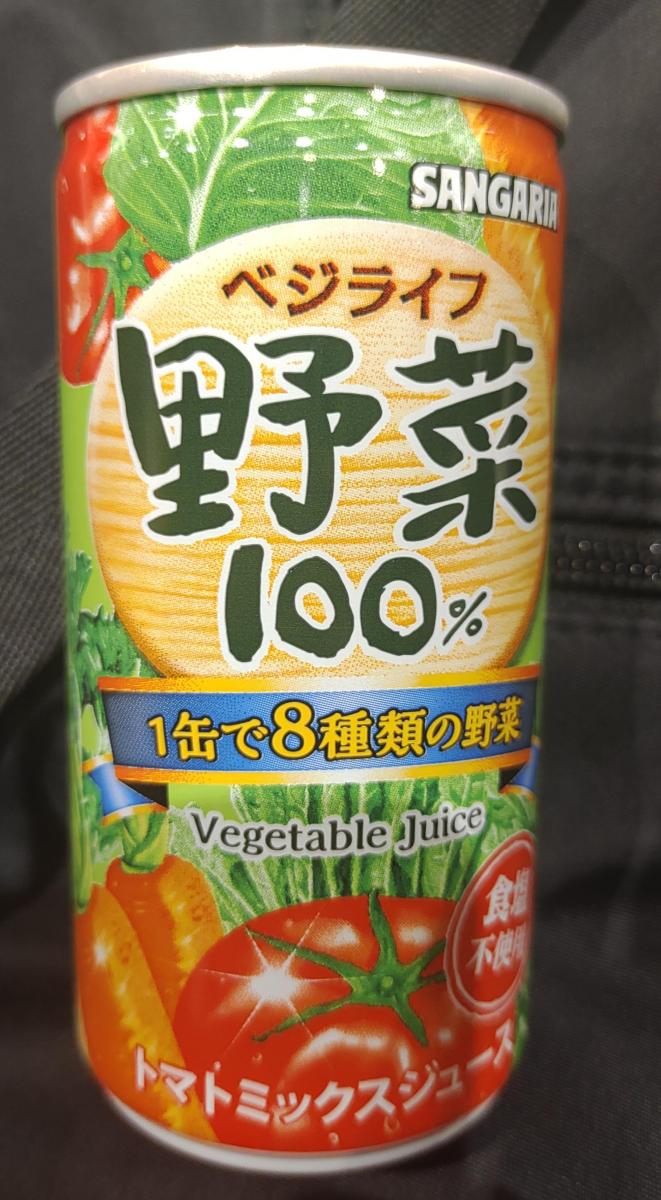 SANGARIA
ベジライフ
野菜
100%
1缶で8種類の野菜
Vegetable Juice
食塩
不使用
トマトミックスジュース